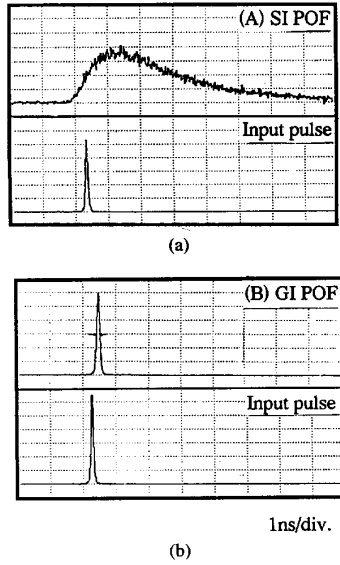 (A) SI POF
Input pulse
(a)
(B) GI POF
Input pulse
1ns/div.
(b)